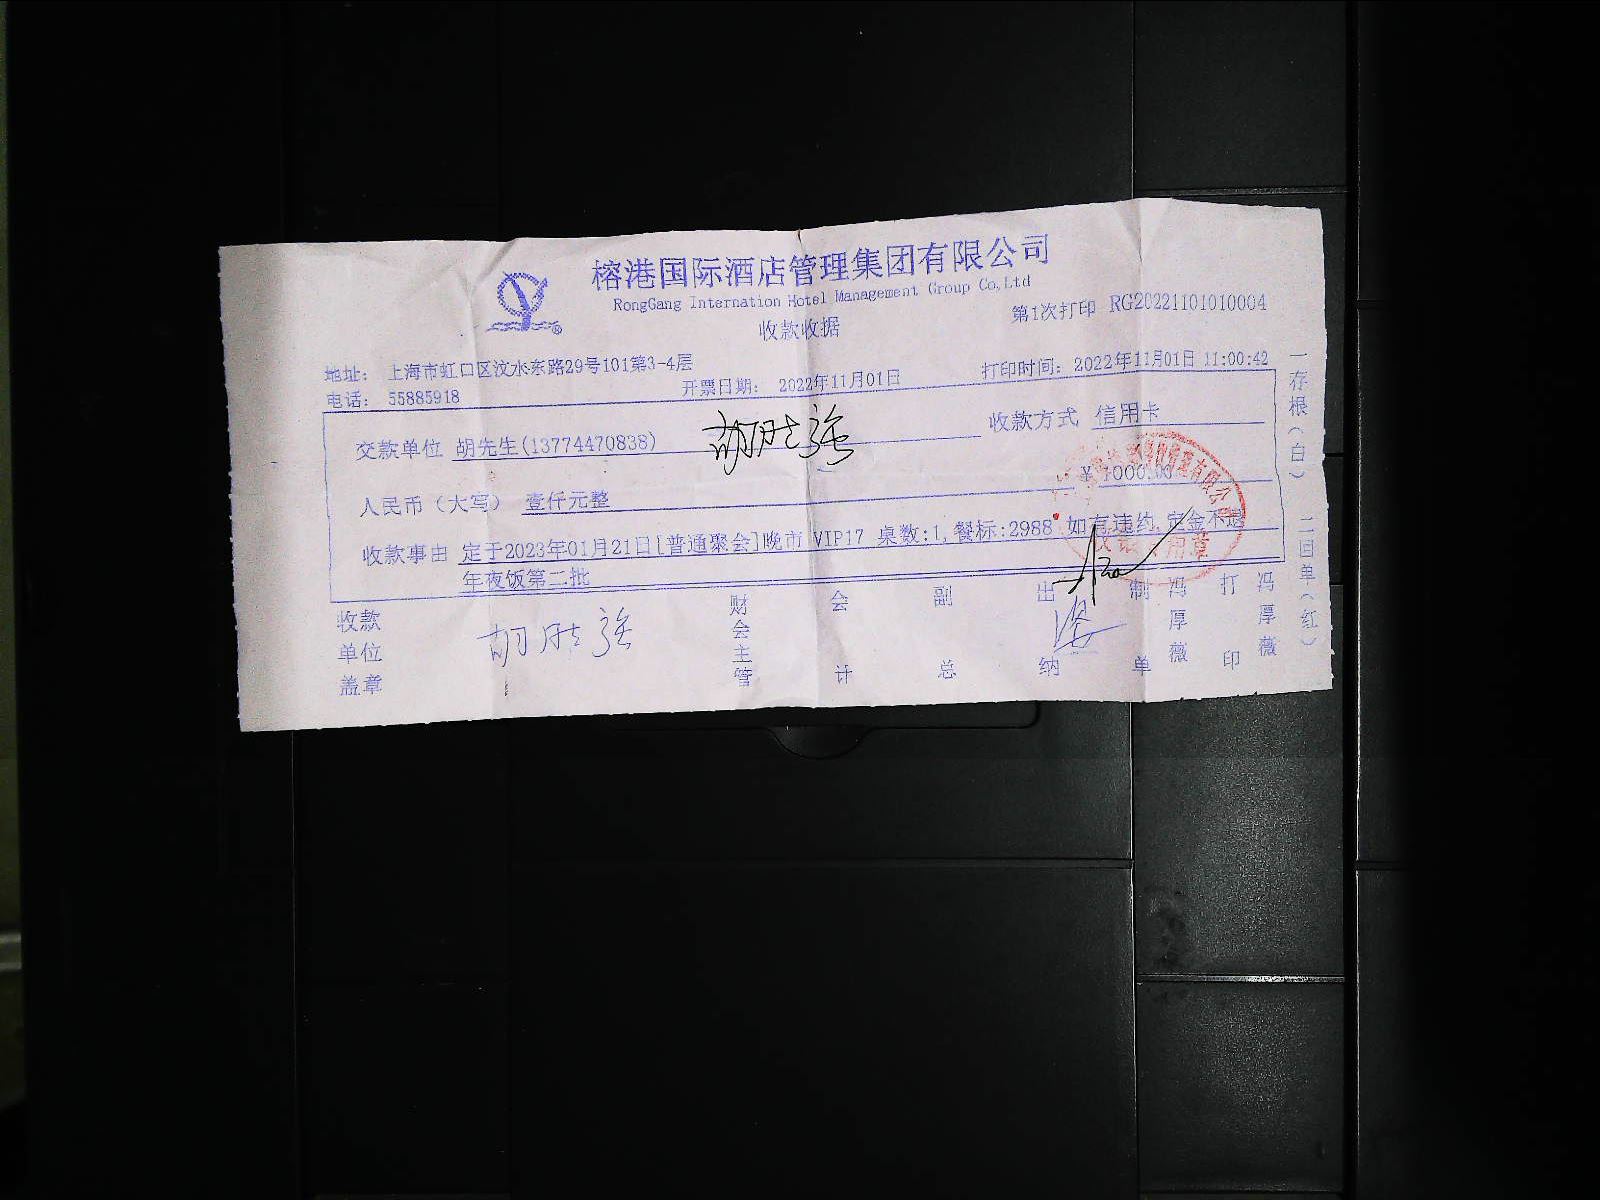 榕港国际酒店管理集团有限公司
RongGang Internation Hotel Management Group Co,Ltd
收款收据
第1次打印 RG20221101010004
地址: 上海市虹口区汶水东路29号101第3-4层
电话: 55885918
开票日期: 2022年11月01日
打印时间: 2022年11月01日 11:00:42
交款单位 胡先生(13774470838)
收款方式 信用卡
人民币（大写） 壹仟元整
¥ 1000.00
收款事由 定于2023年01月21日[普通聚会]晚市 VIP17 桌数:1,餐标:2988 如有违约,定金不退
年夜饭第二批
收款单位盖章
财会主管
会计
副总
出纳
制单 冯厚薇
打印 冯厚薇
一存根（白） 二回单（红）